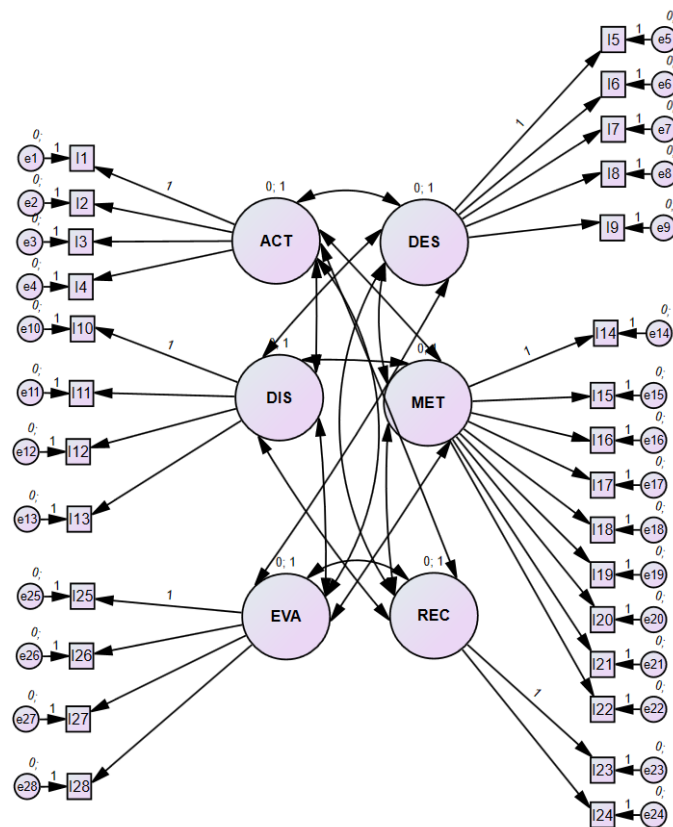 0;
e1 1 I1
0;
e2 1 I2
0;
e3 1 I3
0;
e4 1 I4
1
0; 1
ACT
0;
I5 1 e5
0;
I6 1 e6
0;
I7 1 e7
0;
I8 1 e8
0;
I9 1 e9
1
0; 1
DES
0;
e10 1 I10
0;
e11 1 I11
0;
e12 1 I12
0;
e13 1 I13
1
0; 1
DIS
0;
I14 1 e14
0;
I15 1 e15
0;
I16 1 e16
0;
I17 1 e17
0;
I18 1 e18
0;
I19 1 e19
0;
I20 1 e20
0;
I21 1 e21
0;
I22 1 e22
1
0; 1
MET
0;
e25 1 I25
0;
e26 1 I26
0;
e27 1 I27
0;
e28 1 I28
1
0; 1
EVA
0;
I23 1 e23
0;
I24 1 e24
1
0; 1
REC